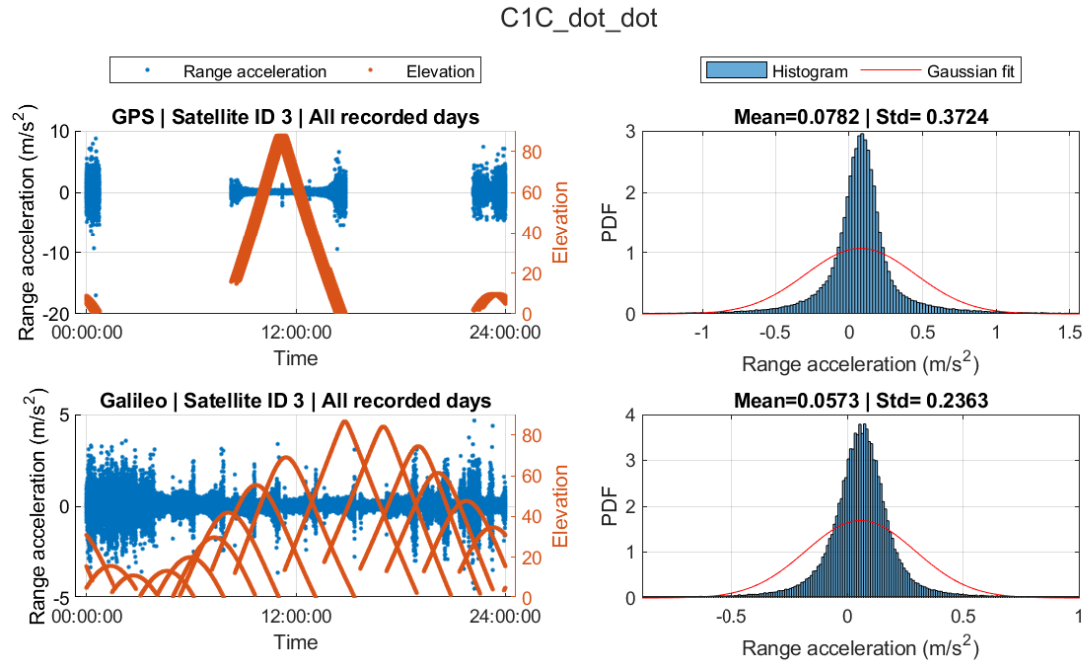 C1C_dot_dot
Range acceleration
Elevation
Histogram
Gaussian fit
GPS | Satellite ID 3 | All recorded days
Range acceleration (m/s²)
10
0
-10
-20
80
60
40
20
0
Elevation
00:00:00
12:00:00
24:00:00
Time
Mean=0.0782 | Std= 0.3724
PDF
3
2
1
0
-1
-0.5
0
0.5
1
1.5
Range acceleration (m/s²)
Galileo | Satellite ID 3 | All recorded days
Range acceleration (m/s²)
5
0
-5
80
60
40
20
0
Elevation
00:00:00
12:00:00
24:00:00
Time
Mean=0.0573 | Std= 0.2363
PDF
4
3
2
1
0
-0.5
0
0.5
1
Range acceleration (m/s²)